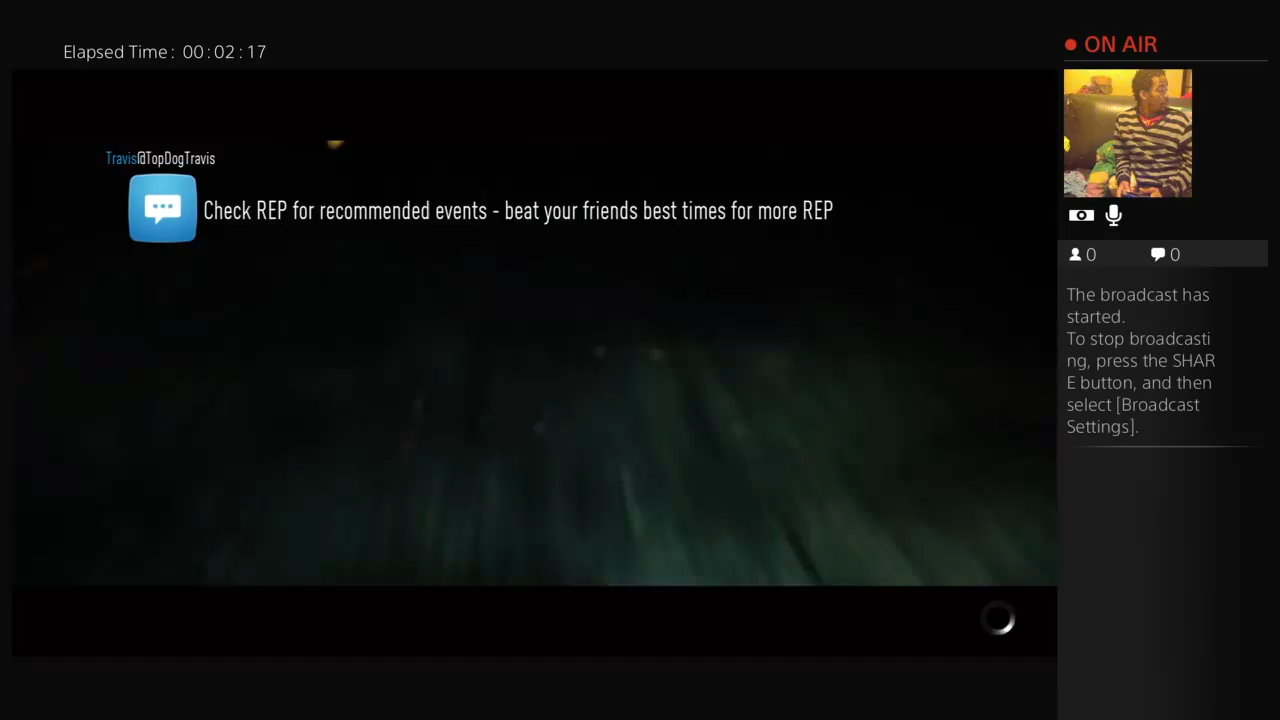 Elapsed Time: 00:02:17
ON AIR
Travis@TopDogTravis
Check REP for recommended events - beat your friends best times for more REP
0 0
The broadcast has
started.
To stop broadcasti
ng, press the SHAR
E button, and then
select [Broadcast
Settings].